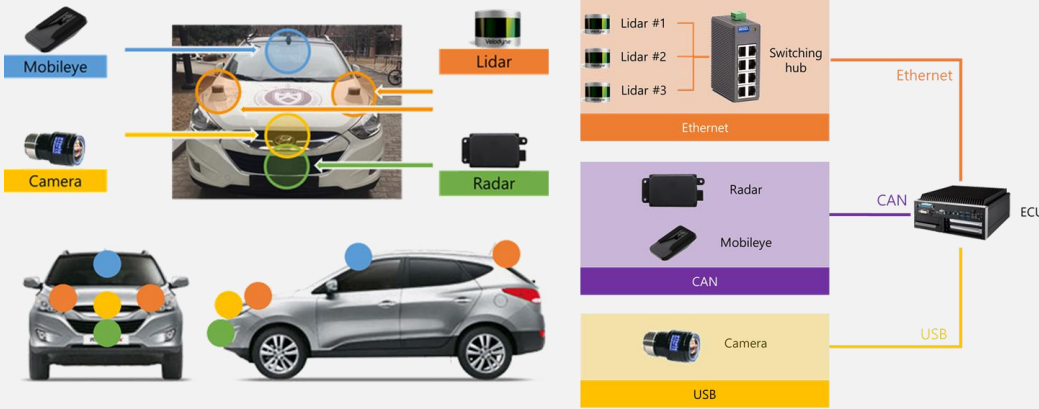 Mobileye
Velodyne
Lidar
Camera
Radar
Lidar #1
Lidar #2
Lidar #3
Switching
hub
Ethernet
Ethernet
Radar
Mobileye
CAN
CAN
ECU
Camera
USB
USB